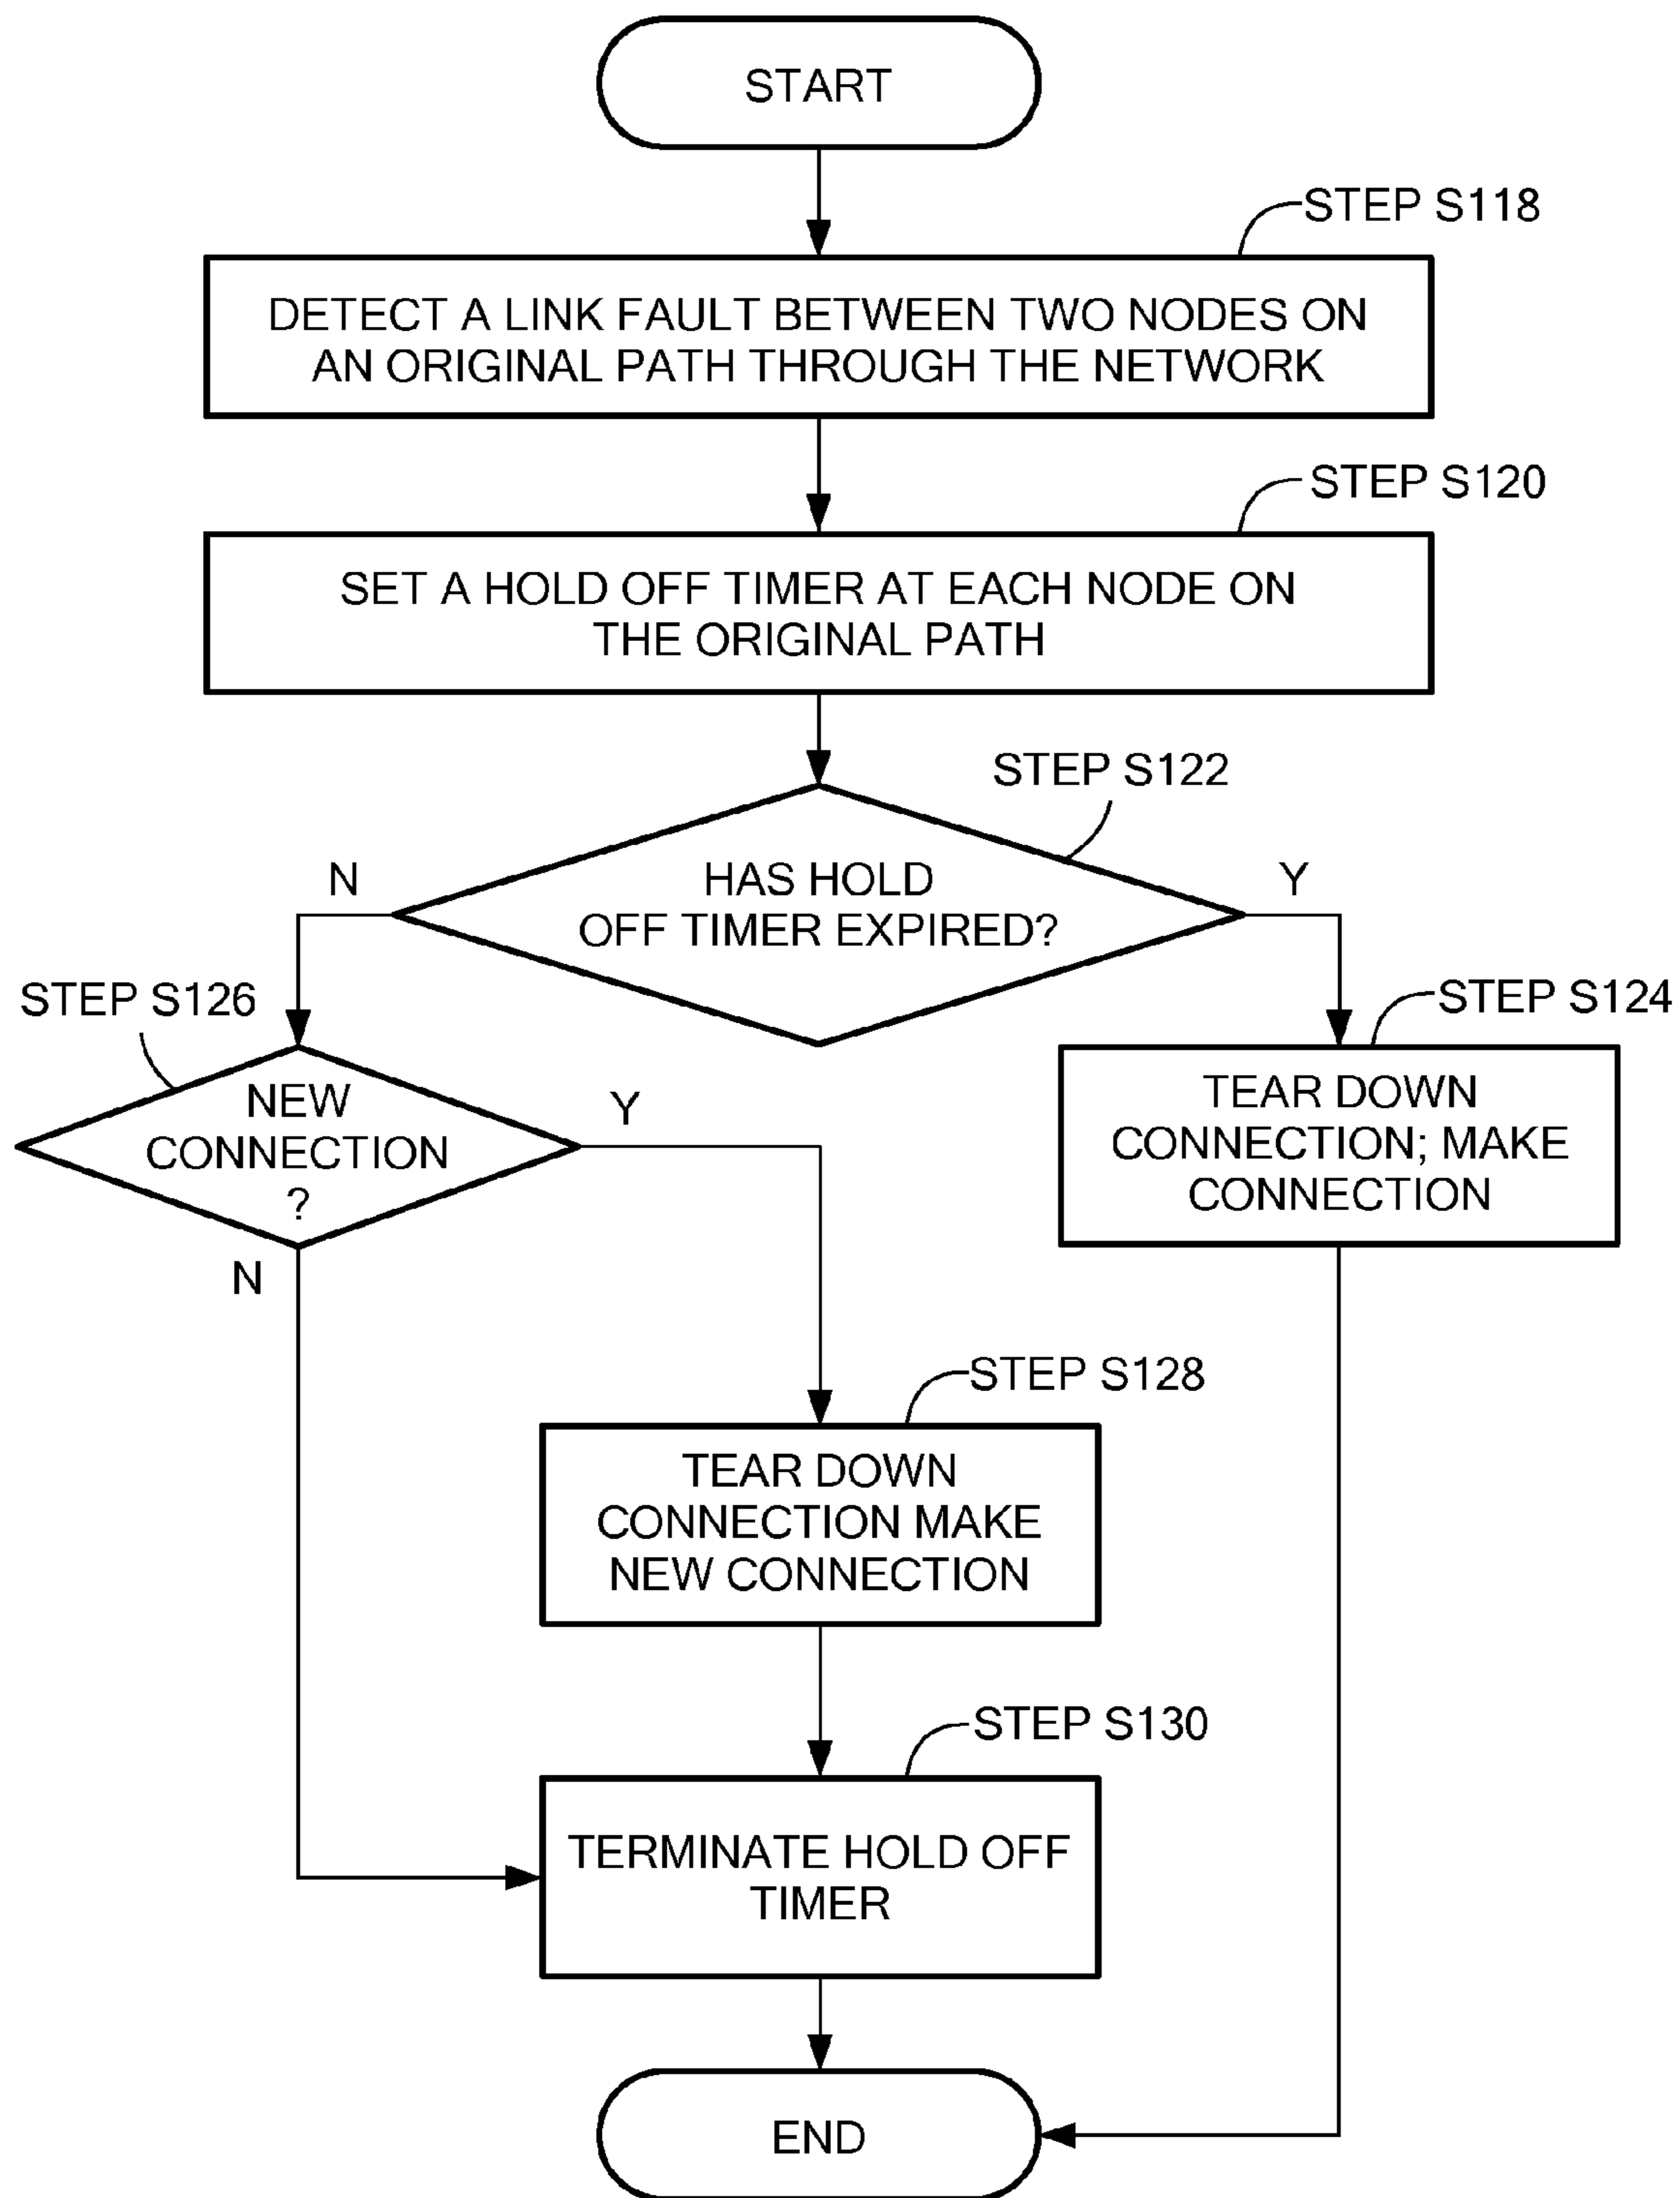 START
STEP S118
DETECT A LINK FAULT BETWEEN TWO NODES ON
AN ORIGINAL PATH THROUGH THE NETWORK
STEP S120
SET A HOLD OFF TIMER AT EACH NODE ON
THE ORIGINAL PATH
STEP S122
HAS HOLD
OFF TIMER EXPIRED?
N
Y
STEP S126
NEW
CONNECTION
?
Y
N
STEP S124
TEAR DOWN
CONNECTION; MAKE
CONNECTION
STEP S128
TEAR DOWN
CONNECTION MAKE
NEW CONNECTION
STEP S130
TERMINATE HOLD OFF
TIMER
END